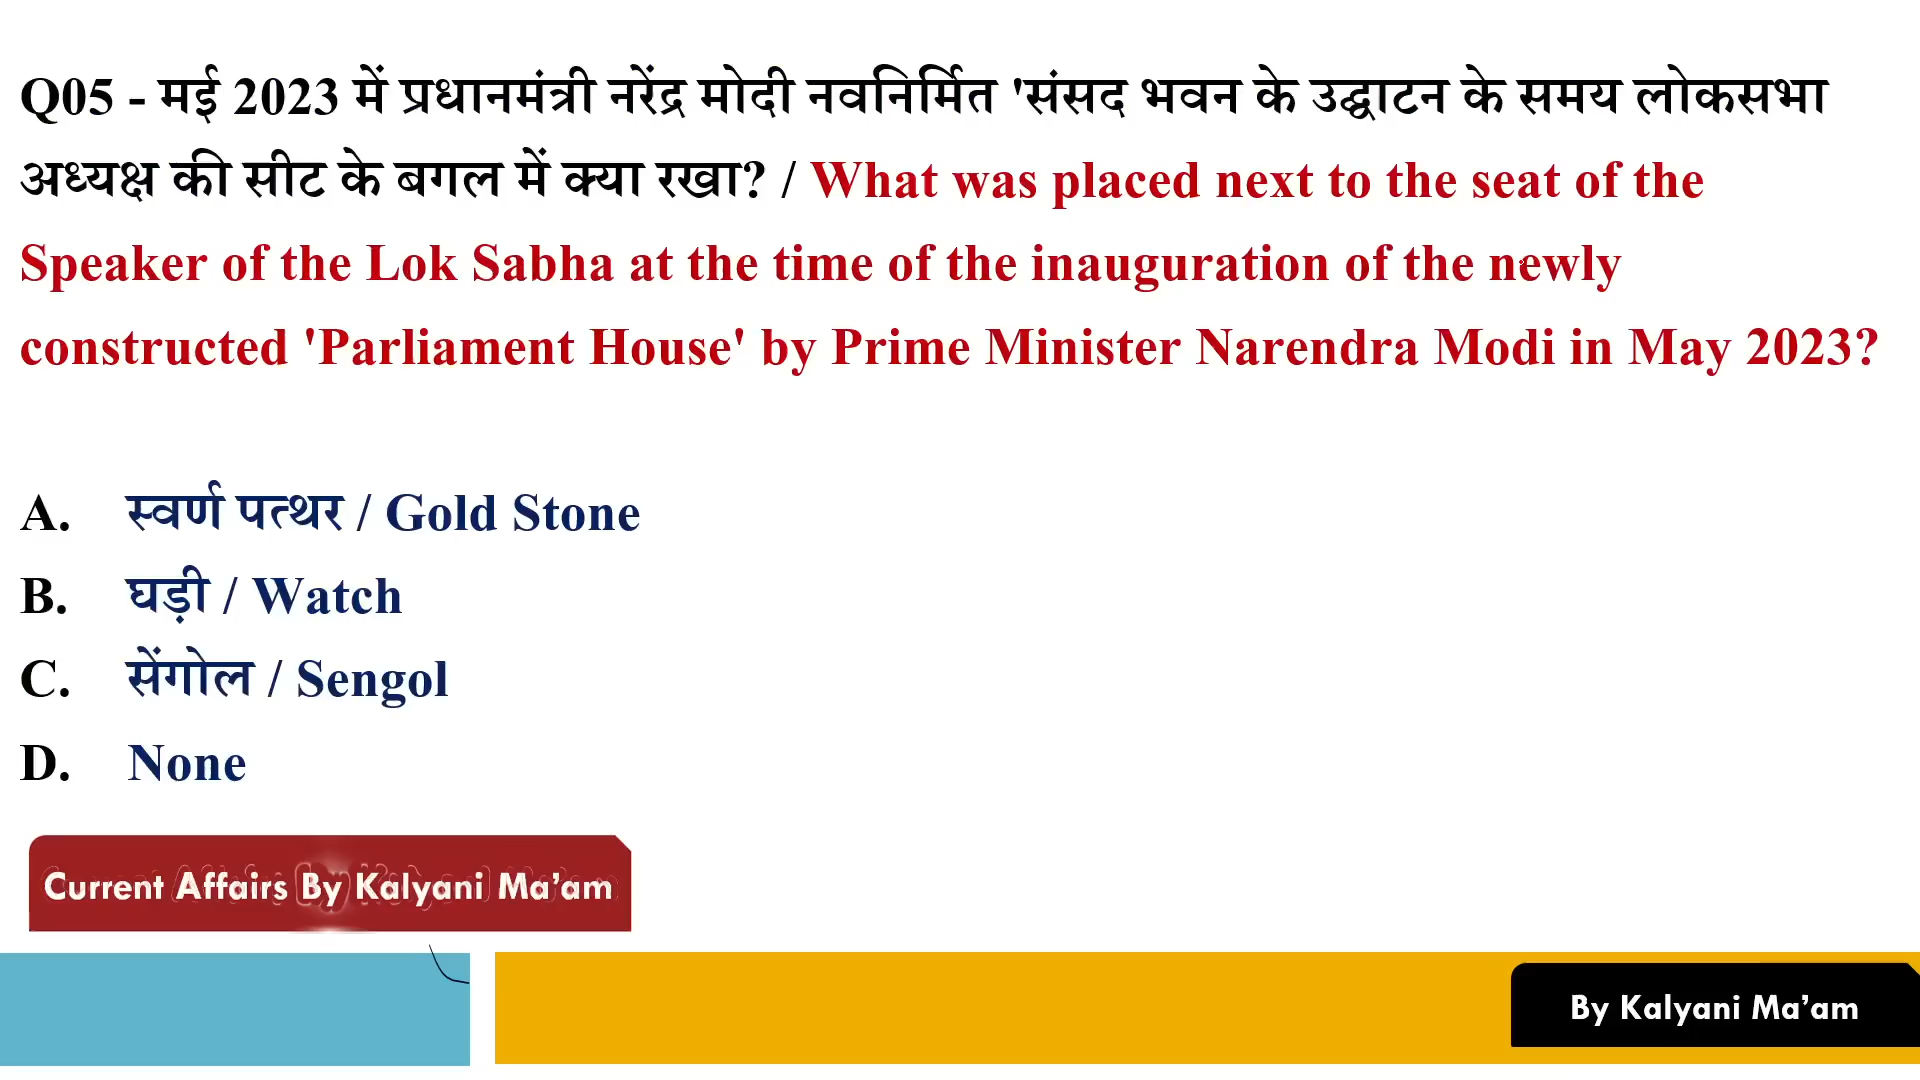 Q05 - मई 2023 में प्रधानमंत्री नरेंद्र मोदी नवनिर्मित 'संसद भवन के उद्घाटन के समय लोकसभा
अध्यक्ष की सीट के बगल में क्या रखा? / What was placed next to the seat of the
Speaker of the Lok Sabha at the time of the inauguration of the newly
constructed 'Parliament House' by Prime Minister Narendra Modi in May 2023?
A. स्वर्ण पत्थर / Gold Stone
B. घड़ी / Watch
C. सेंगोल / Sengol
D. None
Current Affairs By Kalyani Ma’am
By Kalyani Ma’am